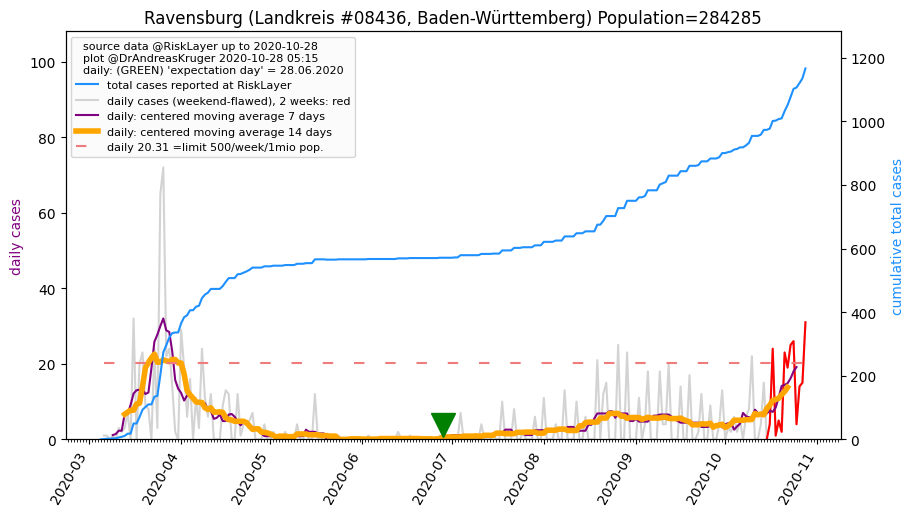 Ravensburg (Landkreis #08436, Baden-Württemberg) Population=284285
source data @RiskLayer up to 2020-10-28
plot @DrAndreasKruger 2020-10-28 05:15
daily: (GREEN) 'expectation day' = 28.06.2020
total cases reported at RiskLayer
daily cases (weekend-flawed), 2 weeks: red
daily: centered moving average 7 days
daily: centered moving average 14 days
daily 20.31 =limit 500/week/1mio pop.
daily cases
100
80
60
40
20
0
cumulative total cases
1200
1000
800
600
400
200
0
2020-03
2020-04
2020-05
2020-06
2020-07
2020-08
2020-09
2020-10
2020-11